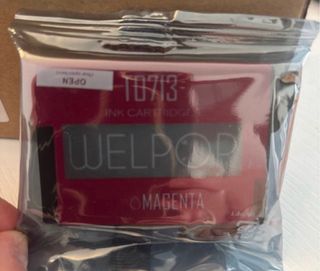 OPEN
T0713-
INK CARTRIDGE
WELPOP
MAGENTA